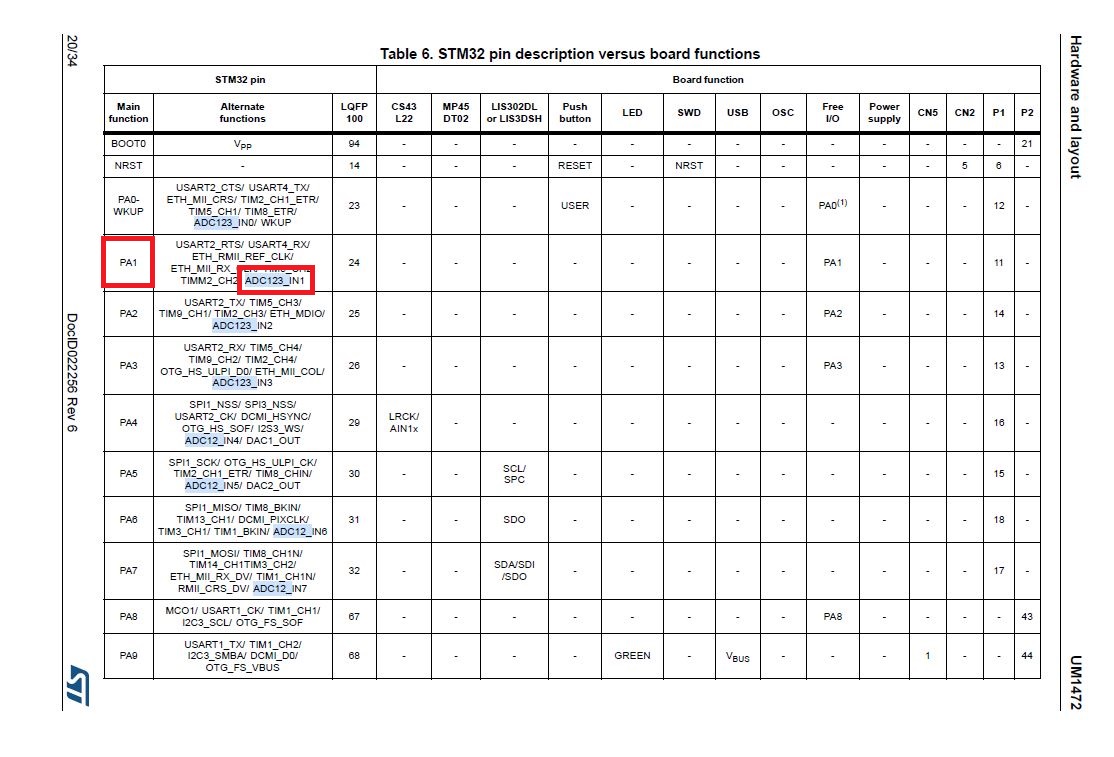 20/34
DocID022256 Rev 6
Hardware and layout
UM1472
Table 6. STM32 pin description versus board functions
STM32 pin Board function
Main function Alternate functions LQFP 100 CS43 L22 MP45 DT02 LIS302DL or LIS3DSH Push button LED SWD USB OSC Free I/O Power supply CN5 CN2 P1 P2
BOOT0 VPP 94 - - - - - - - - - - - - - 21
NRST - 14 - - - RESET - NRST - - - - - 5 6 -
PA0-WKUP USART2_CTS/ USART4_TX/
ETH_MII_CRS/ TIM2_CH1_ETR/
TIM5_CH1/ TIM8_ETR/
ADC123_IN0/ WKUP 23 - - - USER - - - - PA0(1) - - - 12 -
PA1 USART2_RTS/ USART4_RX/
ETH_RMII_REF_CLK/
ETH_MII_RX_
TIMM2_CH2 ADC123_IN1 24 - - - - - - - - PA1 - - - 11 -
PA2 USART2_TX/ TIM5_CH3/
TIM9_CH1/ TIM2_CH3/ ETH_MDIO/
ADC123_IN2 25 - - - - - - - - PA2 - - - 14 -
PA3 USART2_RX/ TIM5_CH4/
TIM9_CH2/ TIM2_CH4/
OTG_HS_ULPI_D0/ ETH_MII_COL/
ADC123_IN3 26 - - - - - - - - PA3 - - - 13 -
PA4 SPI1_NSS/ SPI3_NSS/
USART2_CK/ DCMI_HSYNC/
OTG_HS_SOF/ I2S3_WS/
ADC12_IN4/ DAC1_OUT 29 LRCK/ AIN1x - - - - - - - - - - - 16 -
PA5 SPI1_SCK/ OTG_HS_ULPI_CK/
TIM2_CH1_ETR/ TIM8_CHIN/
ADC12_IN5/ DAC2_OUT 30 - - SCL/ SPC - - - - - - - - - 15 -
PA6 SPI1_MISO/ TIM8_BKIN/
TIM13_CH1/ DCMI_PIXCLK/
TIM3_CH1/ TIM1_BKIN/ ADC12_IN6 31 - - SDO - - - - - - - - - 18 -
PA7 SPI1_MOSI/ TIM8_CH1N/
TIM14_CH1TIM3_CH2/
ETH_MII_RX_DV/ TIM1_CH1N/
RMII_CRS_DV/ ADC12_IN7 32 - - SDA/SDI /SDO - - - - - - - - - 17 -
PA8 MCO1/ USART1_CK/ TIM1_CH1/
I2C3_SCL/ OTG_FS_SOF 67 - - - - - - - - PA8 - - - - 43
PA9 USART1_TX/ TIM1_CH2/
I2C3_SMBA/ DCMI_D0/
OTG_FS_VBUS 68 - - - - GREEN - VBUS - - - 1 - - 44
ST